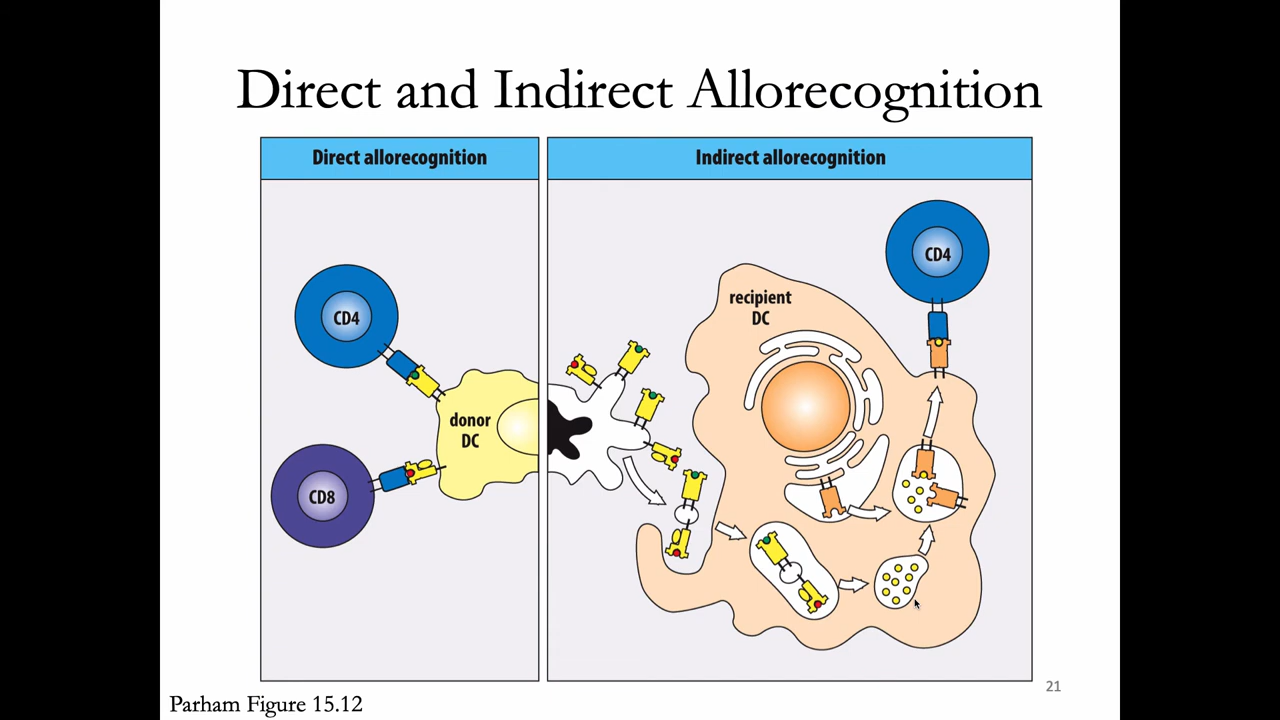 Direct and Indirect Allorecognition
Direct allorecognition
CD4
donor
DC
CD8
Indirect allorecognition
CD4
recipient
DC
Parham Figure 15.12
21